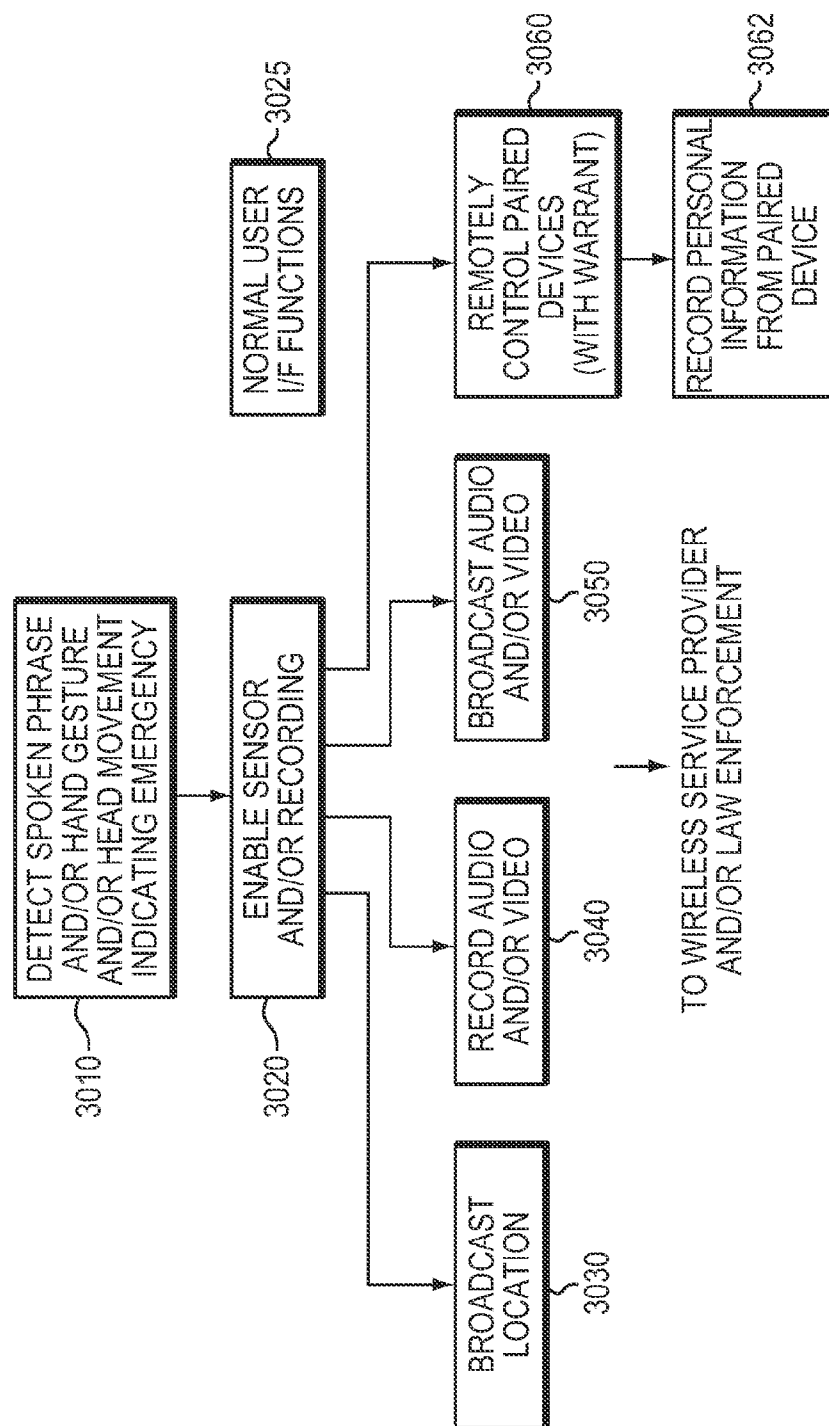 DETECT SPOKEN PHRASE
AND/OR HAND GESTURE
AND/OR HEAD MOVEMENT
INDICATING EMERGENCY
3010
ENABLE SENSOR
AND/OR RECORDING
3020
NORMAL USER
I/F FUNCTIONS
3025
BROADCAST
LOCATION
3030
RECORD AUDIO
AND/OR VIDEO
3040
BROADCAST AUDIO
AND/OR VIDEO
3050
REMOTELY
CONTROL PAIRED
DEVICES
(WITH WARRANT)
3060
RECORD PERSONAL
INFORMATION
FROM PAIRED
DEVICE
3062
TO WIRELESS SERVICE PROVIDER
AND/OR LAW ENFORCEMENT